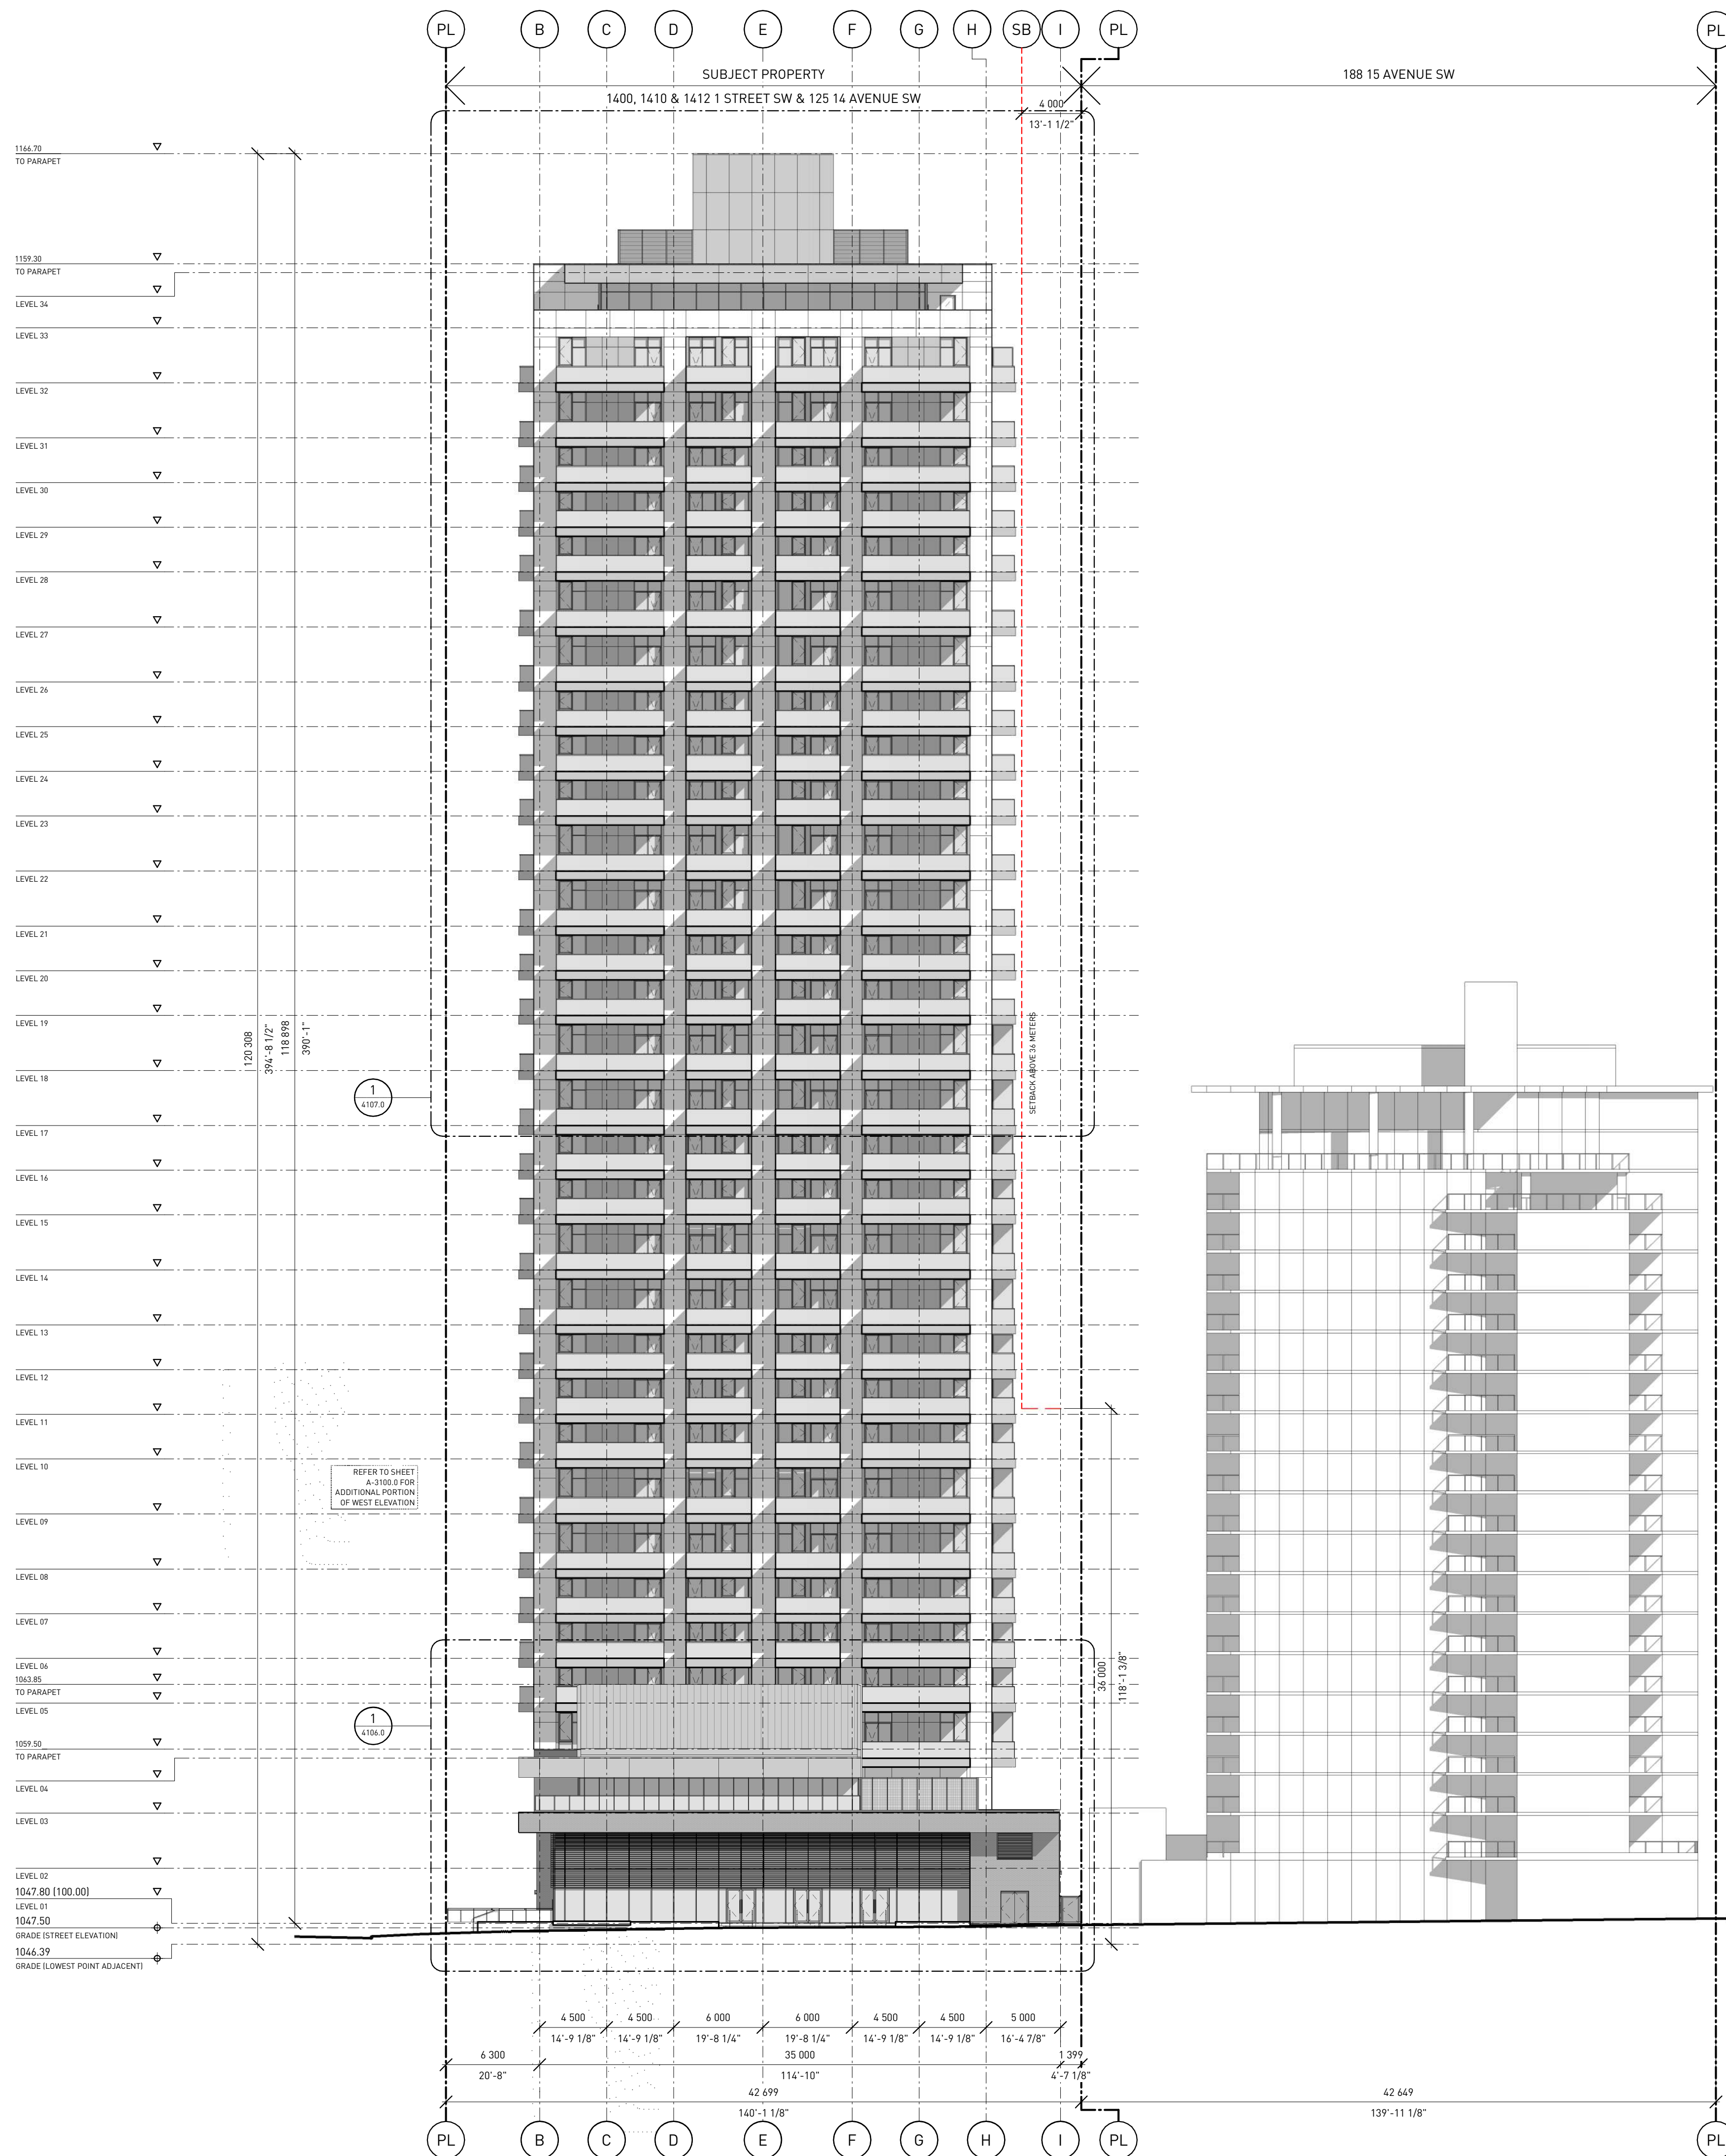 PL B C D E F G H SB I PL PL
SUBJECT PROPERTY
188 15 AVENUE SW
1400, 1410 & 1412 1 STREET SW & 125 14 AVENUE SW
4 000
13'-1 1/2"
1166.70
TO PARAPET
1159.30
TO PARAPET
LEVEL 34
LEVEL 33
LEVEL 32
LEVEL 31
LEVEL 30
LEVEL 29
LEVEL 28
LEVEL 27
LEVEL 26
LEVEL 25
LEVEL 24
LEVEL 23
LEVEL 22
LEVEL 21
LEVEL 20
LEVEL 19
LEVEL 18
LEVEL 17
LEVEL 16
LEVEL 15
LEVEL 14
LEVEL 13
LEVEL 12
LEVEL 11
LEVEL 10
LEVEL 09
LEVEL 08
LEVEL 07
LEVEL 06
1063.85
TO PARAPET
LEVEL 05
1059.50
TO PARAPET
LEVEL 04
LEVEL 03
LEVEL 02
1047.80 (100.00)
LEVEL 01
1047.50
GRADE (STREET ELEVATION)
1046.39
GRADE (LOWEST POINT ADJACENT)
120 308
394'-8 1/2"
118 898
390'-1"
1
4107.0
SETBACK ABOVE 36 METERS
REFER TO SHEET
A-3100.0 FOR
ADDITIONAL PORTION
OF WEST ELEVATION
1
4106.0
36 000
118'-1 3/8"
4 500 4 500 6 000 6 000 4 500 4 500 5 000
14'-9 1/8" 14'-9 1/8" 19'-8 1/4" 19'-8 1/4" 14'-9 1/8" 14'-9 1/8" 16'-4 7/8"
6 300 35 000 1 399
20'-8" 114'-10" 4'-7 1/8"
42 699 42 649
140'-1 1/8" 139'-11 1/8"
PL B C D E F G H I PL PL